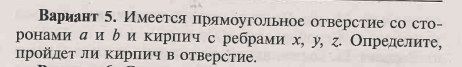 Вариант 5. Имеется прямоугольное отверстие со сто-
ронами a и b и кирпич с ребрами x, y, z. Определите,
пройдет ли кирпич в отверстие.